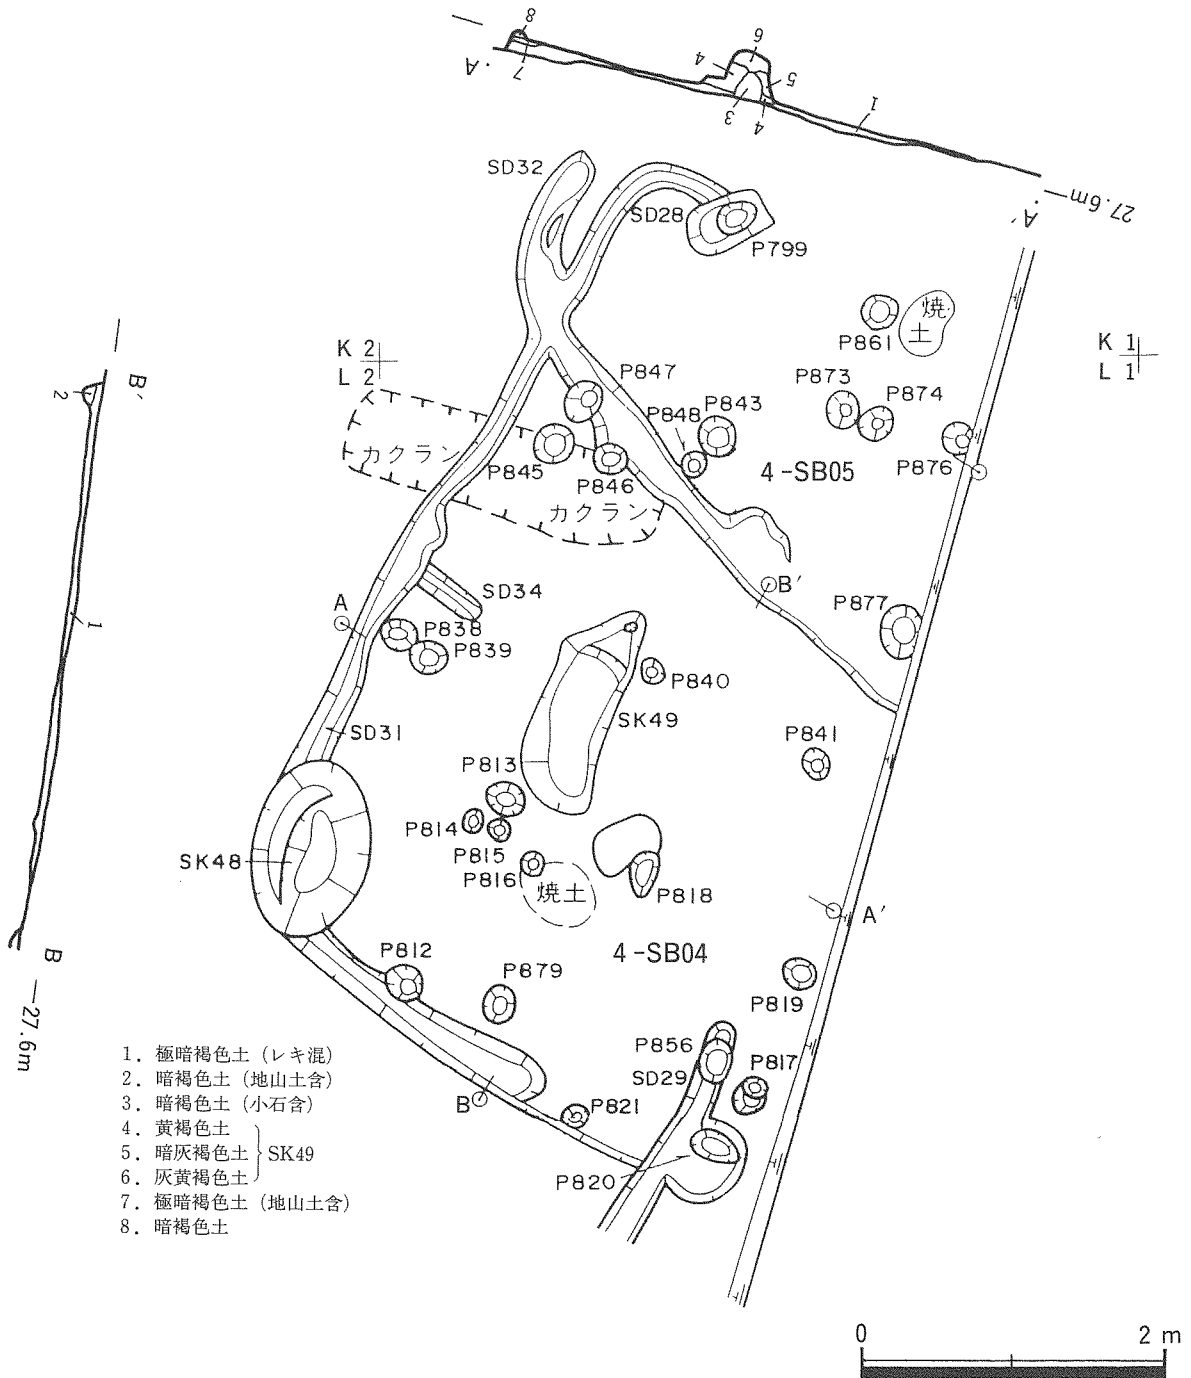 8
6
4
5
A
7
3
4
1
27.6m
A'
SD32
SD28
P799
P861
焼土
K 2
L 2
K 1
L 1
P847
P873
P874
P848
P843
P876
カクラン
P845
P846
4-SB05
カクラン
B'
2
SD34
B'
P877
A
P838
P839
P840
1
SK49
SD31
P841
P813
P814
P815
P816
SK48
焼土
P818
A'
4-SB04
P812
P879
P819
B
27.6m
P856
P817
SD29
B
P821
P820
1. 極暗褐色土 (レキ混)
2. 暗褐色土 (地山土含)
3. 暗褐色土 (小石含)
4. 黄褐色土
5. 暗灰褐色土 SK49
6. 灰黄褐色土
7. 極暗褐色土 (地山土含)
8. 暗褐色土
0 2 m